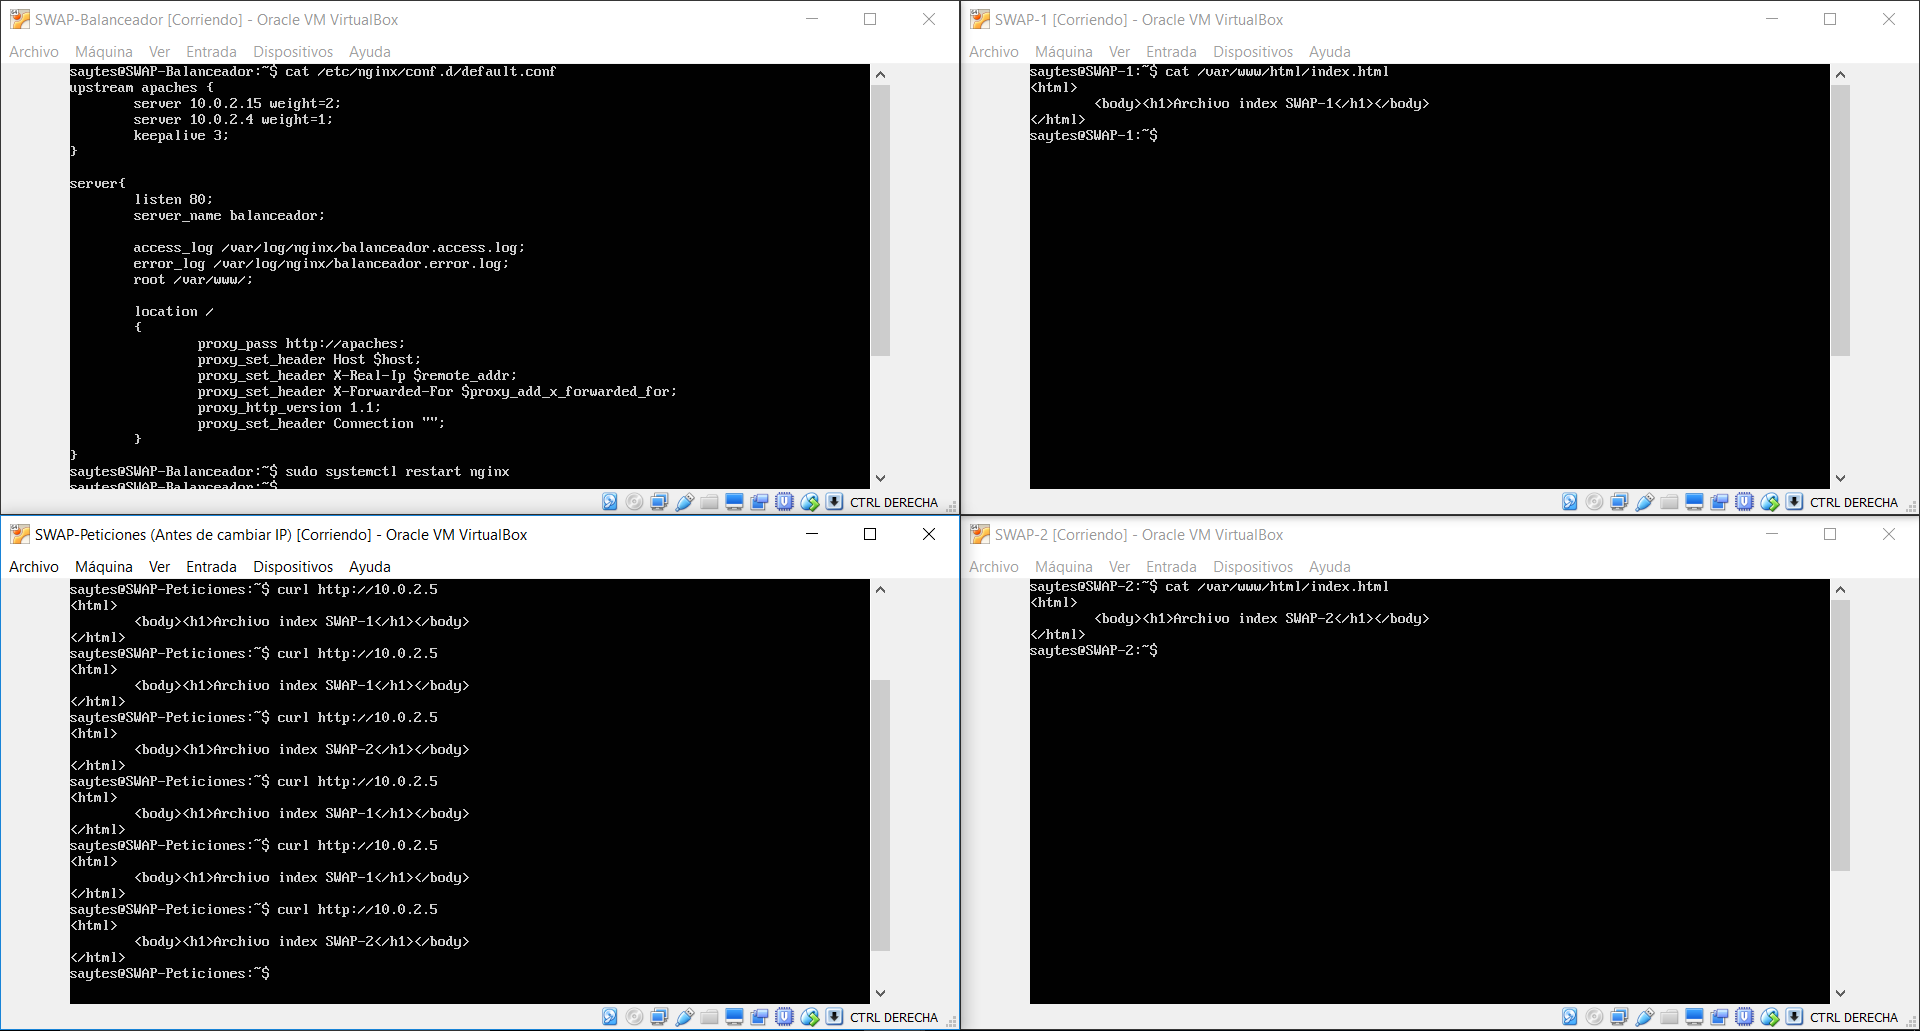 SWAP-Balanceador [Corriendo] - Oracle VM VirtualBox
Archivo Máquina Ver Entrada Dispositivos Ayuda
saytes@SWAP-Balanceador:~$ cat /etc/nginx/conf.d/default.conf
upstream apaches {
        server 10.0.2.15 weight=2;
        server 10.0.2.4 weight=1;
        keepalive 3;
}
server{
        listen 80;
        server_name balanceador;
        access_log /var/log/nginx/balanceador.access.log;
        error_log /var/log/nginx/balanceador.error.log;
        root /var/www/;
        location /
        {
                proxy_pass http://apaches;
                proxy_set_header Host $host;
                proxy_set_header X-Real-Ip $remote_addr;
                proxy_set_header X-Forwarded-For $proxy_add_x_forwarded_for;
                proxy_http_version 1.1;
                proxy_set_header Connection "";
        }
}
saytes@SWAP-Balanceador:~$ sudo systemctl restart nginx
saytes@SWAP-Balanceador:~$
CTRL DERECHA
SWAP-1 [Corriendo] - Oracle VM VirtualBox
Archivo Máquina Ver Entrada Dispositivos Ayuda
saytes@SWAP-1:~$ cat /var/www/html/index.html
<html>
        <body><h1>Archivo index SWAP-1</h1></body>
</html>
saytes@SWAP-1:~$
CTRL DERECHA
SWAP-Peticiones (Antes de cambiar IP) [Corriendo] - Oracle VM VirtualBox
Archivo Máquina Ver Entrada Dispositivos Ayuda
saytes@SWAP-Peticiones:~$ curl http://10.0.2.5
<html>
        <body><h1>Archivo index SWAP-1</h1></body>
</html>
saytes@SWAP-Peticiones:~$ curl http://10.0.2.5
<html>
        <body><h1>Archivo index SWAP-1</h1></body>
</html>
saytes@SWAP-Peticiones:~$ curl http://10.0.2.5
<html>
        <body><h1>Archivo index SWAP-2</h1></body>
</html>
saytes@SWAP-Peticiones:~$ curl http://10.0.2.5
<html>
        <body><h1>Archivo index SWAP-1</h1></body>
</html>
saytes@SWAP-Peticiones:~$ curl http://10.0.2.5
<html>
        <body><h1>Archivo index SWAP-1</h1></body>
</html>
saytes@SWAP-Peticiones:~$ curl http://10.0.2.5
<html>
        <body><h1>Archivo index SWAP-2</h1></body>
</html>
saytes@SWAP-Peticiones:~$
CTRL DERECHA
SWAP-2 [Corriendo] - Oracle VM VirtualBox
Archivo Máquina Ver Entrada Dispositivos Ayuda
saytes@SWAP-2:~$ cat /var/www/html/index.html
<html>
        <body><h1>Archivo index SWAP-2</h1></body>
</html>
saytes@SWAP-2:~$
CTRL DERECHA